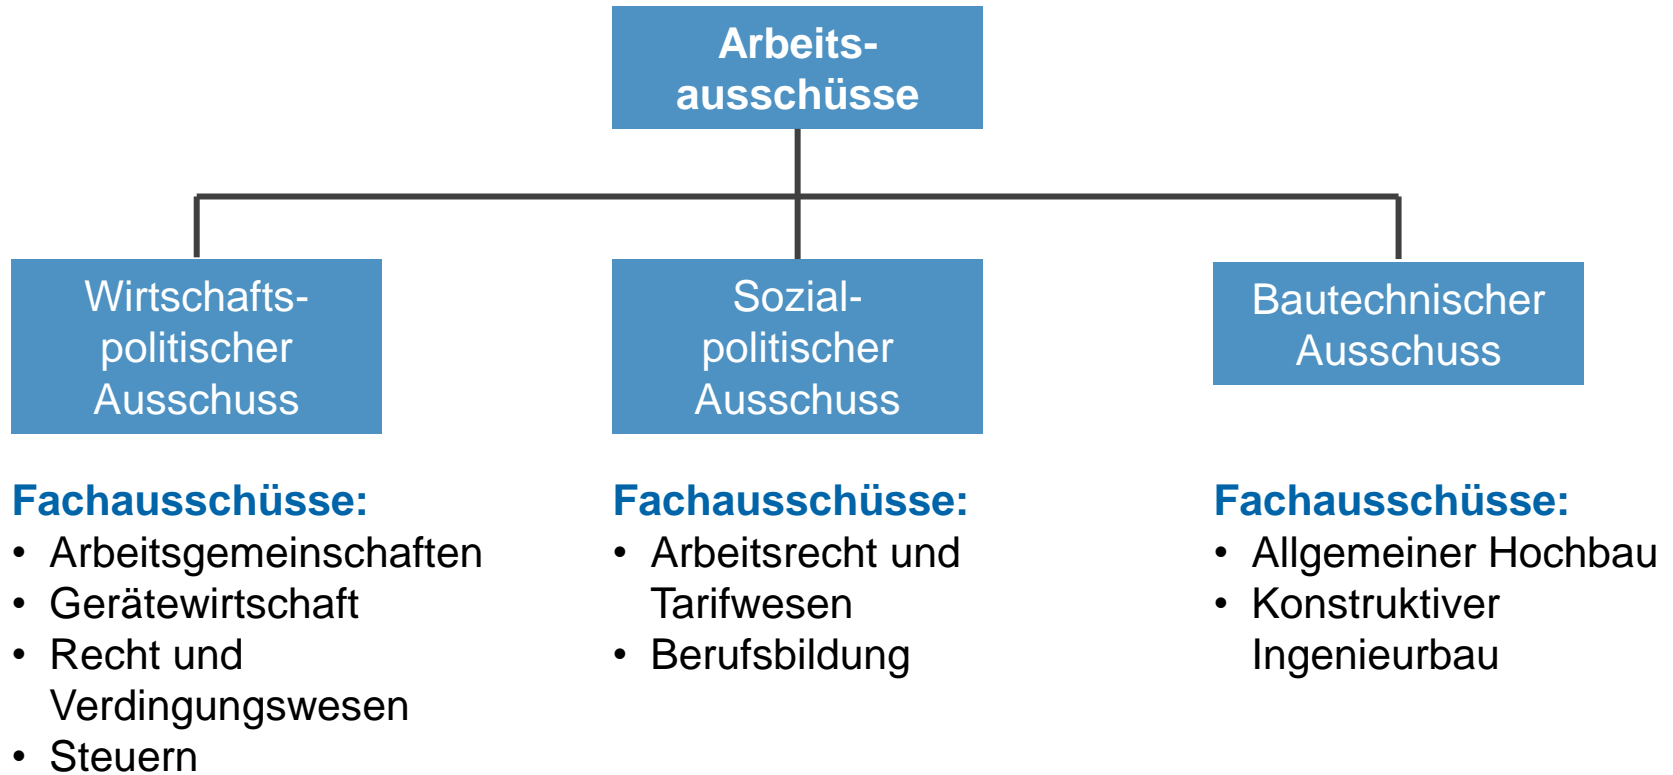 Arbeits-
ausschüsse
Wirtschafts-
politischer
Ausschuss
Sozial-
politischer
Ausschuss
Bautechnischer
Ausschuss
Fachausschüsse:
• Arbeitsgemeinschaften
• Gerätewirtschaft
• Recht und
Verdingungswesen
• Steuern
Fachausschüsse:
• Arbeitsrecht und
Tarifwesen
• Berufsbildung
Fachausschüsse:
• Allgemeiner Hochbau
• Konstruktiver
Ingenieurbau